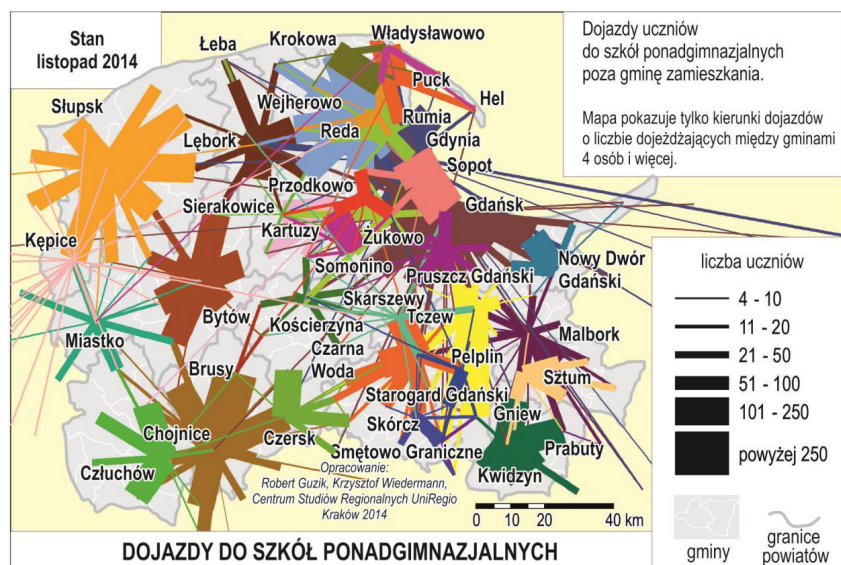 Stan
listopad 2014
Łeba
Krokowa
Władysławowo
Puck
Hel
Słupsk
Wejherowo
Rumia
Reda
Gdynia
Lębork
Sopot
Przodkowo
Gdańsk
Sierakowice
Kartuzy
Żukowo
Kępice
Somonino
Pruszcz Gdański
Nowy Dwór
Gdański
Skarszewy
Bytów
Kościerzyna
Tczew
Miastko
Malbork
Czarna
Woda
Pelplin
Brusy
Sztum
Starogard Gdański
Gniew
Chojnice
Skórcz
Czersk
Prabuty
Smętowo Graniczne
Człuchów
Kwidzyn
Opracowanie:
Robert Guzik, Krzysztof Wiedermann,
Centrum Studiów Regionalnych UniRegio
Kraków 2014
0 10 20 40 km
DOJAZDY DO SZKÓŁ PONADGIMNAZJALNYCH
Dojazdy uczniów
do szkół ponadgimnazjalnych
poza gminę zamieszkania.
Mapa pokazuje tylko kierunki dojazdów
o liczbie dojeżdżających między gminami
4 osób i więcej.
liczba uczniów
4 - 10
11 - 20
21 - 50
51 - 100
101 - 250
powyżej 250
gminy
granice
powiatów